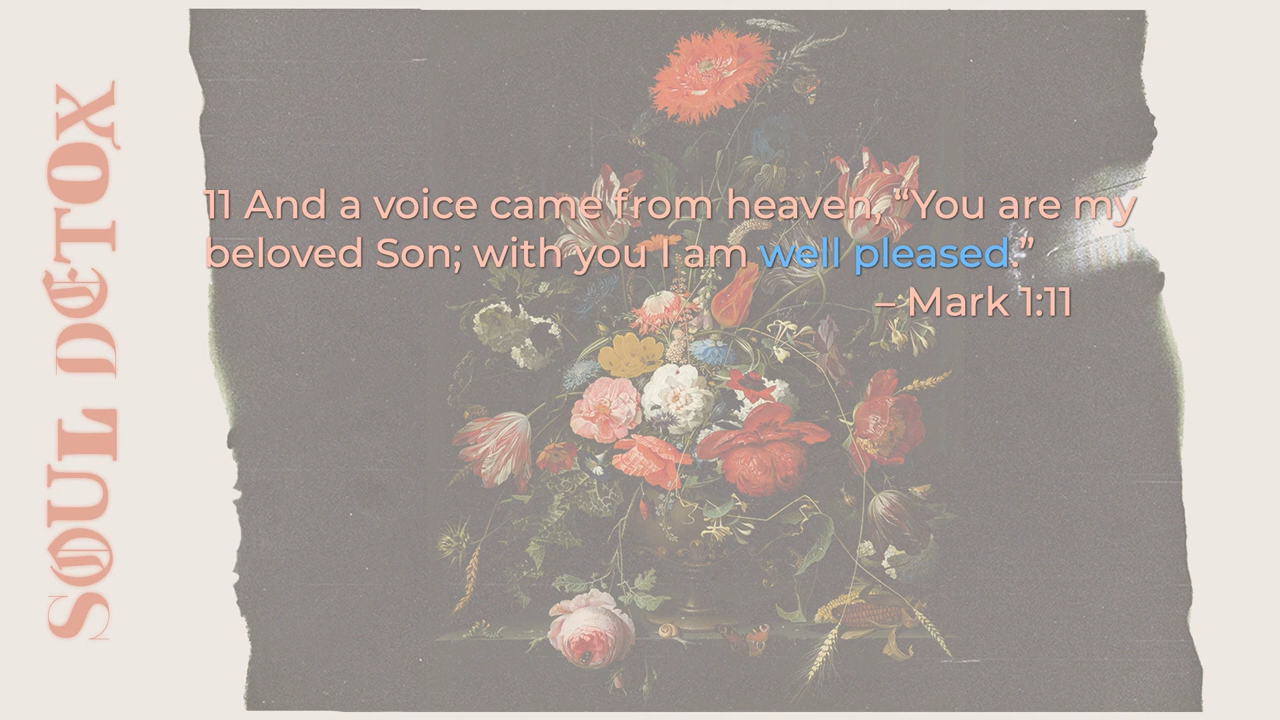 SOUL DETOX
11 And a voice came from heaven, “You are my
beloved Son; with you I am well pleased.”
– Mark 1:11